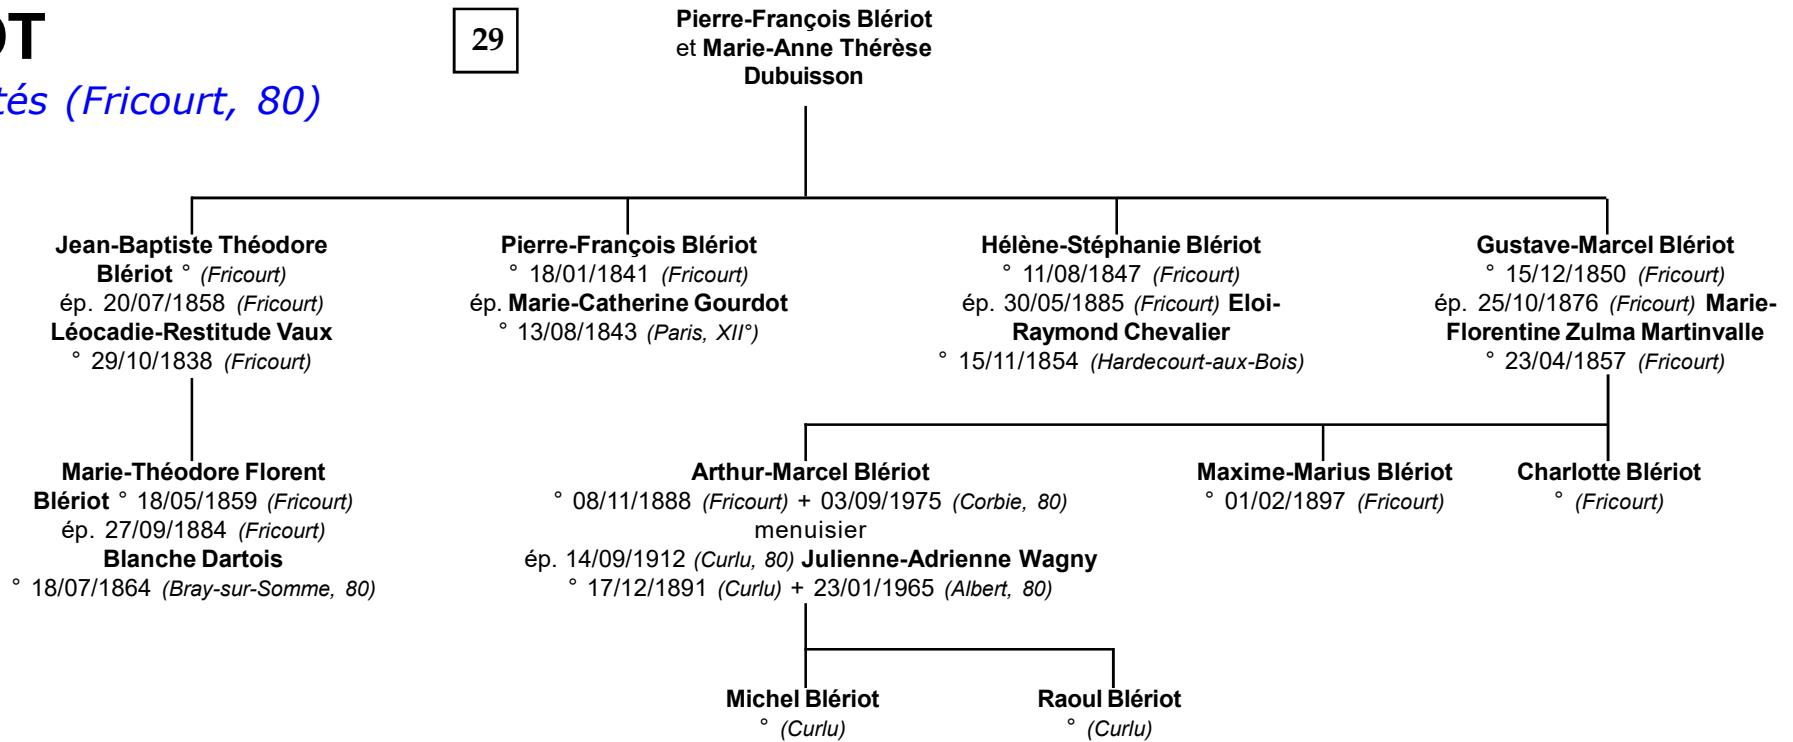 29
(Fricourt, 80)
Pierre-François Blériot
et Marie-Anne Thérèse
Dubuisson
Jean-Baptiste Théodore
Blériot ° (Fricourt)
ép. 20/07/1858 (Fricourt)
Léocadie-Restitude Vaux
° 29/10/1838 (Fricourt)
Pierre-François Blériot
° 18/01/1841 (Fricourt)
ép. Marie-Catherine Gourdot
° 13/08/1843 (Paris, XII°)
Hélène-Stéphanie Blériot
° 11/08/1847 (Fricourt)
ép. 30/05/1885 (Fricourt) Eloi-
Raymond Chevalier
° 15/11/1854 (Hardecourt-aux-Bois)
Gustave-Marcel Blériot
° 15/12/1850 (Fricourt)
ép. 25/10/1876 (Fricourt) Marie-
Florentine Zulma Martinvalle
° 23/04/1857 (Fricourt)
Marie-Théodore Florent
Blériot ° 18/05/1859 (Fricourt)
ép. 27/09/1884 (Fricourt)
Blanche Dartois
° 18/07/1864 (Bray-sur-Somme, 80)
Arthur-Marcel Blériot
° 08/11/1888 (Fricourt) + 03/09/1975 (Corbie, 80)
menuisier
ép. 14/09/1912 (Curlu, 80) Julienne-Adrienne Wagny
° 17/12/1891 (Curlu) + 23/01/1965 (Albert, 80)
Maxime-Marius Blériot
° 01/02/1897 (Fricourt)
Charlotte Blériot
° (Fricourt)
Michel Blériot
° (Curlu)
Raoul Blériot
° (Curlu)